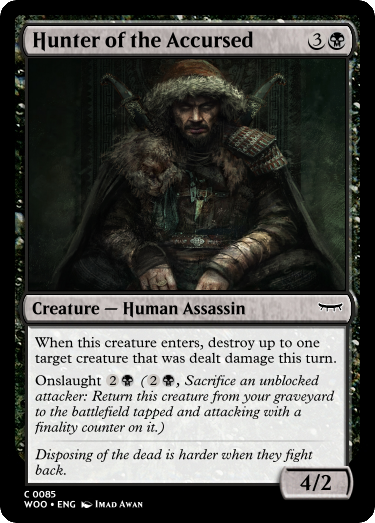 Hunter of the Accursed 3
Creature — Human Assassin
When this creature enters, destroy up to one
target creature that was dealt damage this turn.
Onslaught 2 (2, Sacrifice an unblocked
attacker: Return this creature from your graveyard
to the battlefield tapped and attacking with a
finality counter on it.)
Disposing of the dead is harder when they fight
back.
4/2
C 0085
WOO • ENG Imad Awan